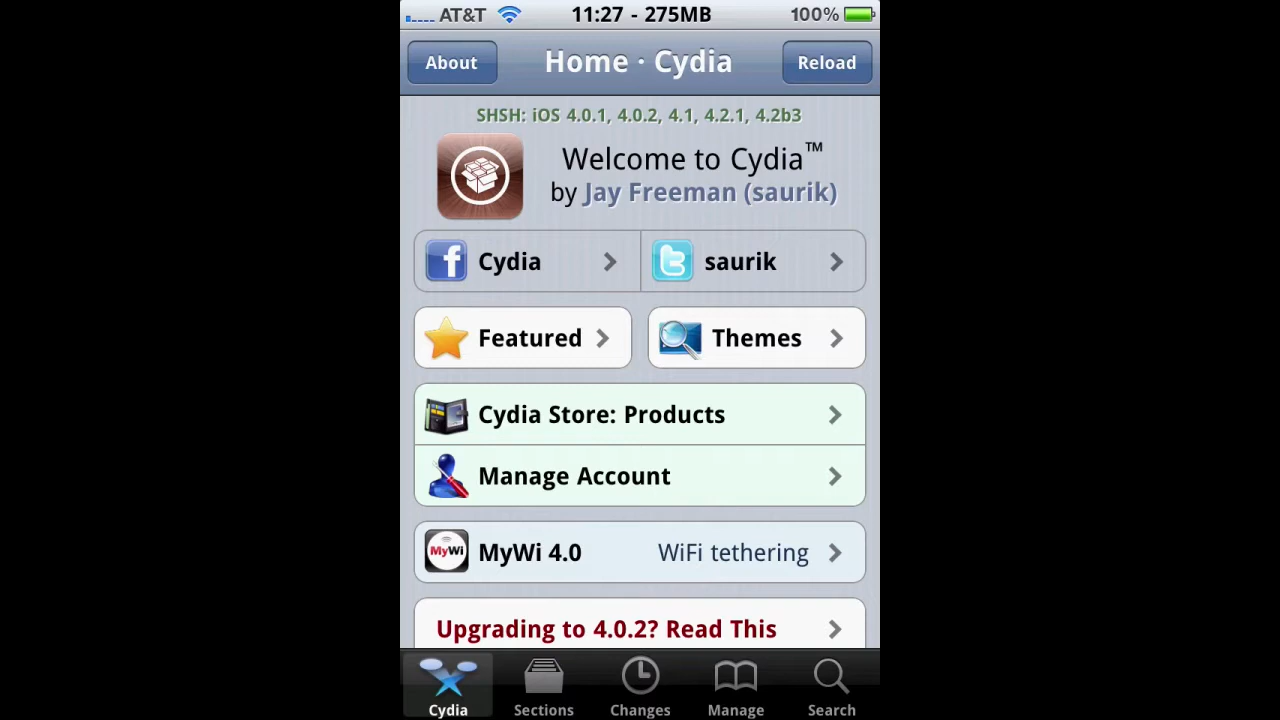 AT&T 11:27 - 275MB 100%
About Home · Cydia Reload
SHSH: iOS 4.0.1, 4.0.2, 4.1, 4.2.1, 4.2b3
Welcome to Cydia™
by Jay Freeman (saurik)
f Cydia t saurik
Featured Themes
Cydia Store: Products
Manage Account
MyWi MyWi 4.0 WiFi tethering
Upgrading to 4.0.2? Read This
Cydia Sections Changes Manage Search